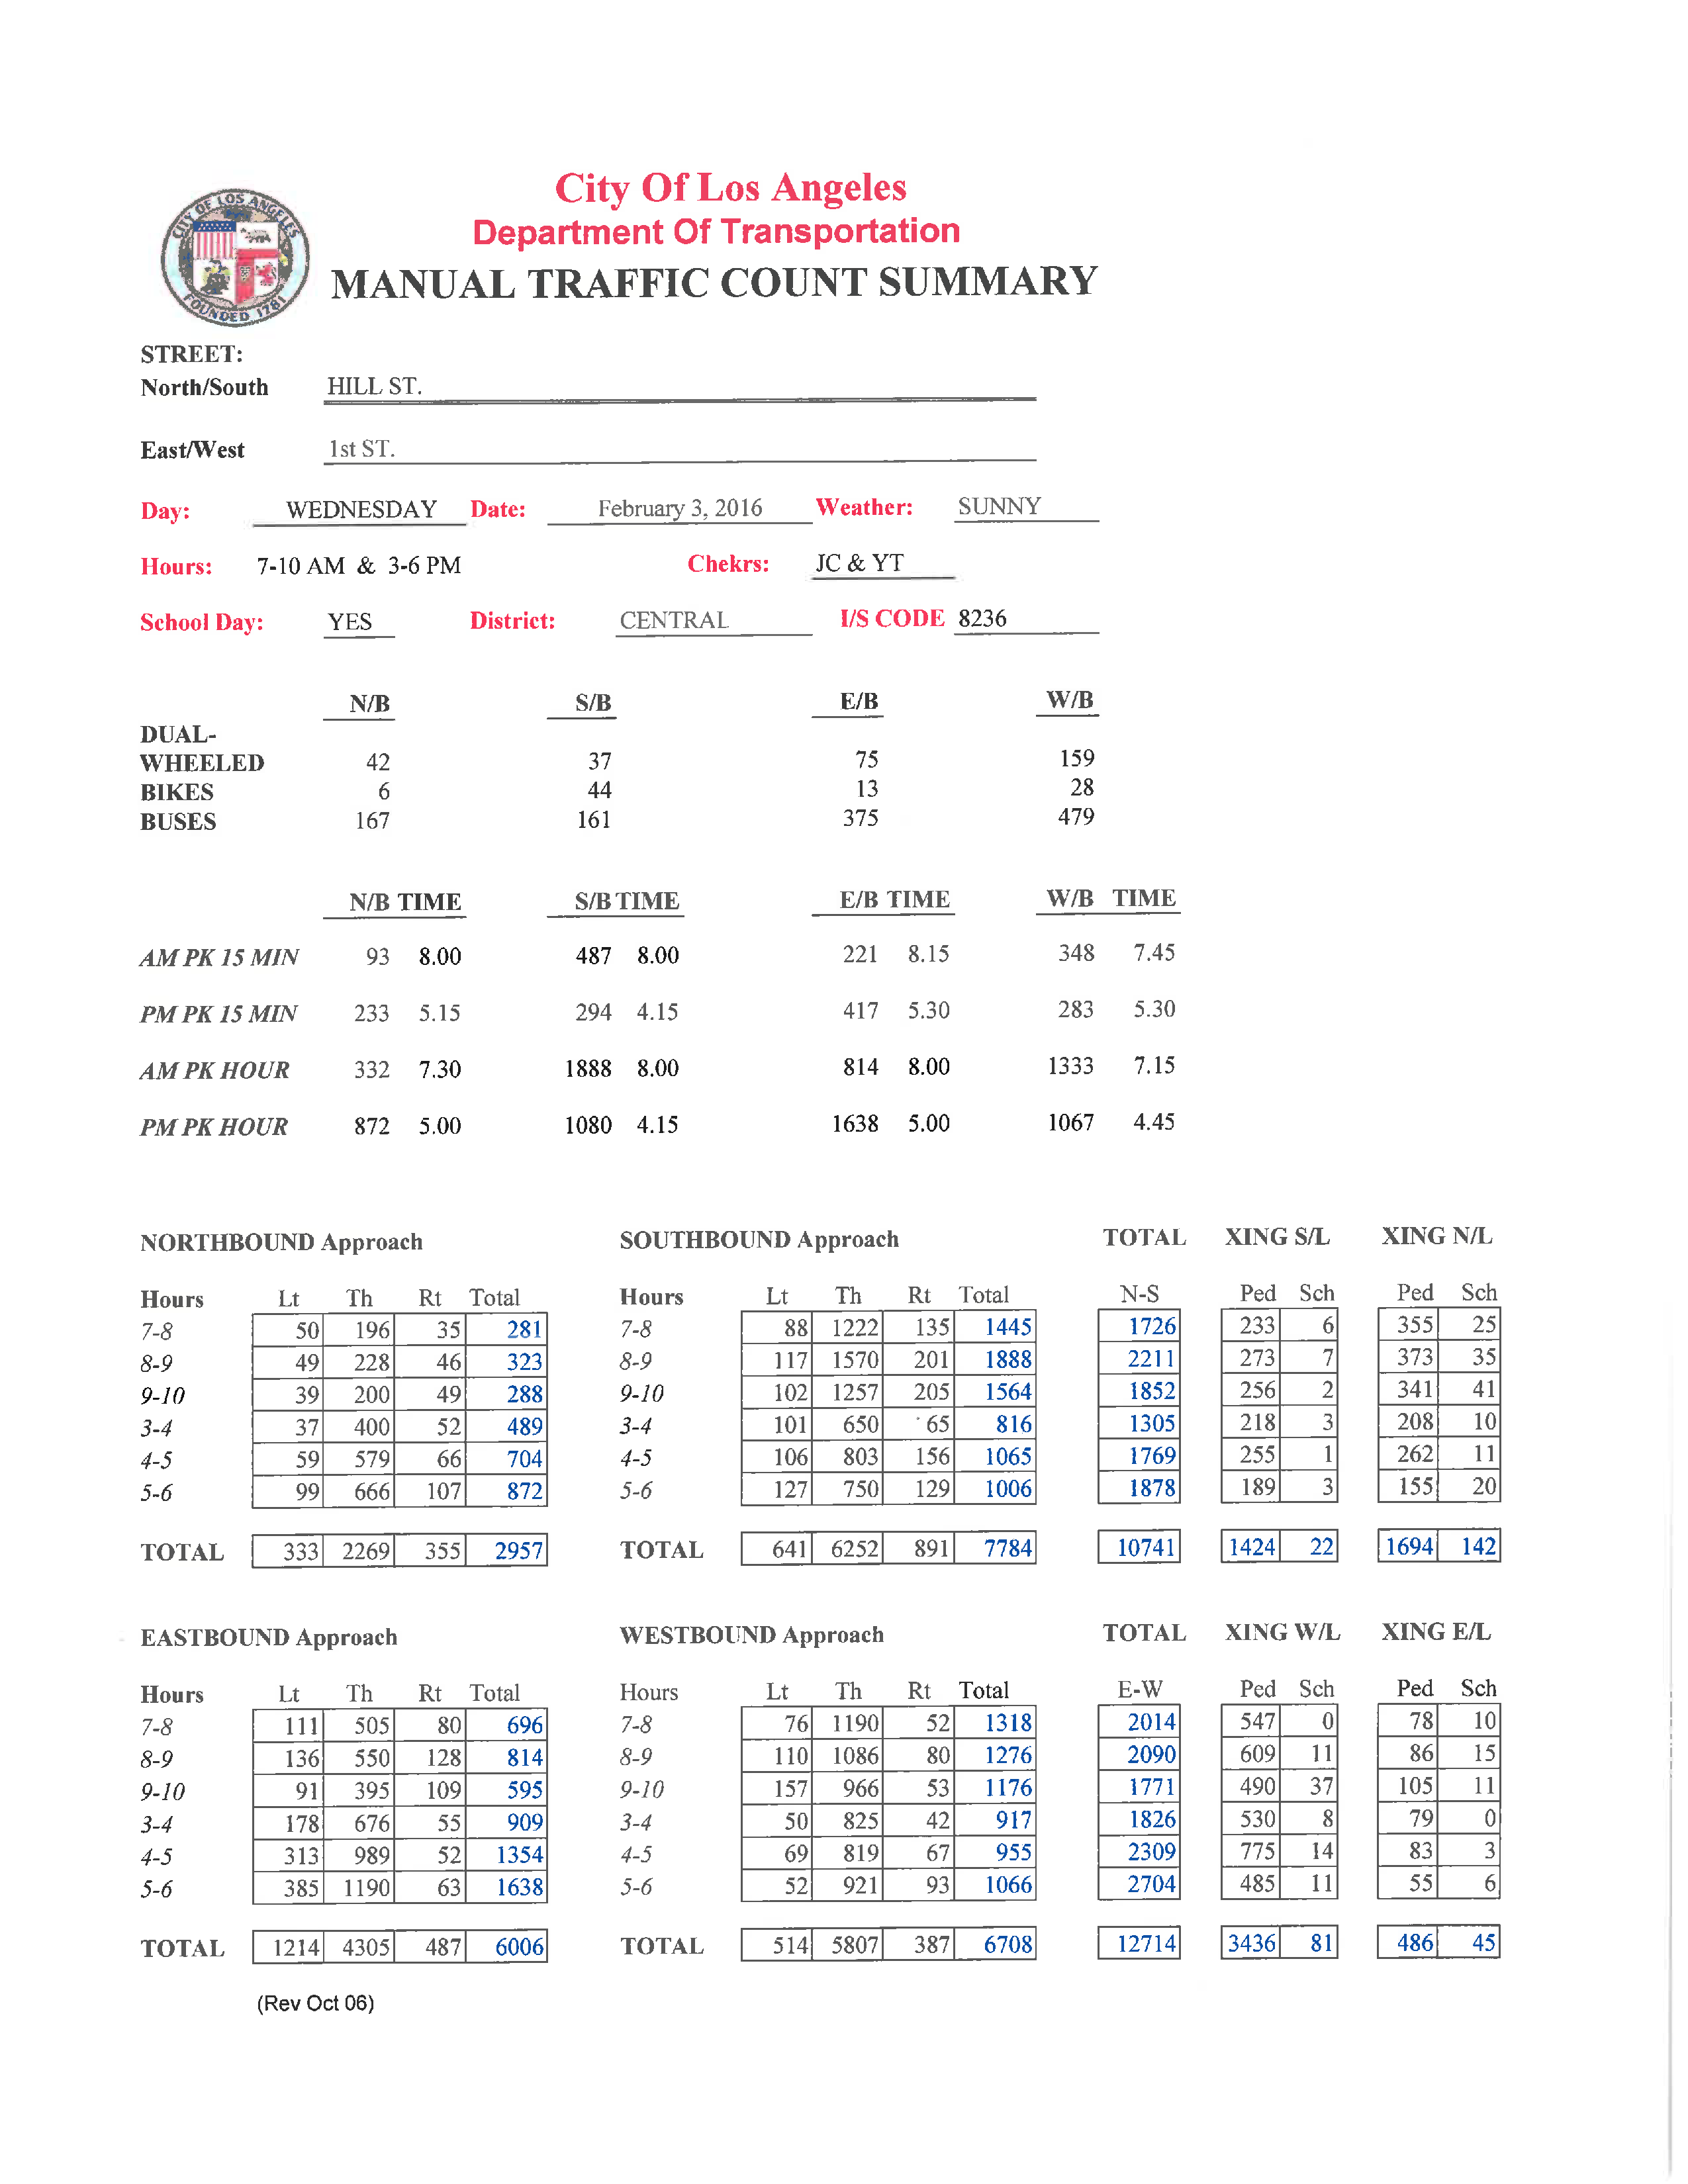 City Of Los Angeles
Department Of Transportation
MANUAL TRAFFIC COUNT SUMMARY
CITY OF LOS ANGELES
FOUNDED 1781
STREET:
North/South HILL ST.
East/West 1st ST.
Day: WEDNESDAY Date: February 3, 2016 Weather: SUNNY
Hours: 7-10 AM & 3-6 PM Chekrs: JC & YT
School Day: YES District: CENTRAL I/S CODE 8236
N/B S/B E/B W/B
DUAL-
WHEELED 42 37 75 159
BIKES 6 44 13 28
BUSES 167 161 375 479
N/B TIME S/B TIME E/B TIME W/B TIME
AM PK 15 MIN 93 8.00 487 8.00 221 8.15 348 7.45
PM PK 15 MIN 233 5.15 294 4.15 417 5.30 283 5.30
AM PK HOUR 332 7.30 1888 8.00 814 8.00 1333 7.15
PM PK HOUR 872 5.00 1080 4.15 1638 5.00 1067 4.45
NORTHBOUND Approach SOUTHBOUND Approach TOTAL XING S/L XING N/L
Hours Lt Th Rt Total Hours Lt Th Rt Total N-S Ped Sch Ped Sch
7-8 50 196 35 281 7-8 88 1222 135 1445 1726 233 6 355 25
8-9 49 228 46 323 8-9 117 1570 201 1888 2211 273 7 373 35
9-10 39 200 49 288 9-10 102 1257 205 1564 1852 256 2 341 41
3-4 37 400 52 489 3-4 101 650 65 816 1305 218 3 208 10
4-5 59 579 66 704 4-5 106 803 156 1065 1769 255 1 262 11
5-6 99 666 107 872 5-6 127 750 129 1006 1878 189 3 155 20
TOTAL 333 2269 355 2957 TOTAL 641 6252 891 7784 10741 1424 22 1694 142
EASTBOUND Approach WESTBOUND Approach TOTAL XING W/L XING E/L
Hours Lt Th Rt Total Hours Lt Th Rt Total E-W Ped Sch Ped Sch
7-8 111 505 80 696 7-8 76 1190 52 1318 2014 547 0 78 10
8-9 136 550 128 814 8-9 110 1086 80 1276 2090 609 11 86 15
9-10 91 395 109 595 9-10 157 966 53 1176 1771 490 37 105 11
3-4 178 676 55 909 3-4 50 825 42 917 1826 530 8 79 0
4-5 313 989 52 1354 4-5 69 819 67 955 2309 775 14 83 3
5-6 385 1190 63 1638 5-6 52 921 93 1066 2704 485 11 55 6
TOTAL 1214 4305 487 6006 TOTAL 514 5807 387 6708 12714 3436 81 486 45
(Rev Oct 06)